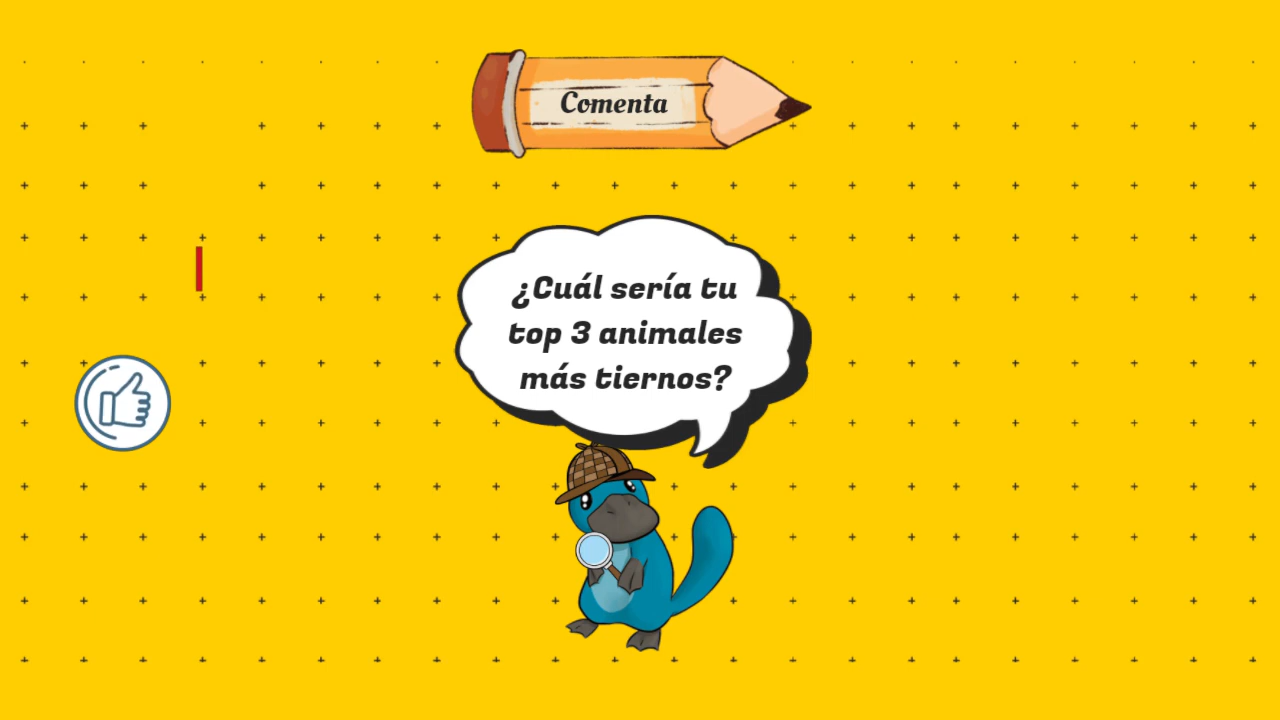 Comenta
¿Cuál sería tu
top 3 animales
más tiernos?